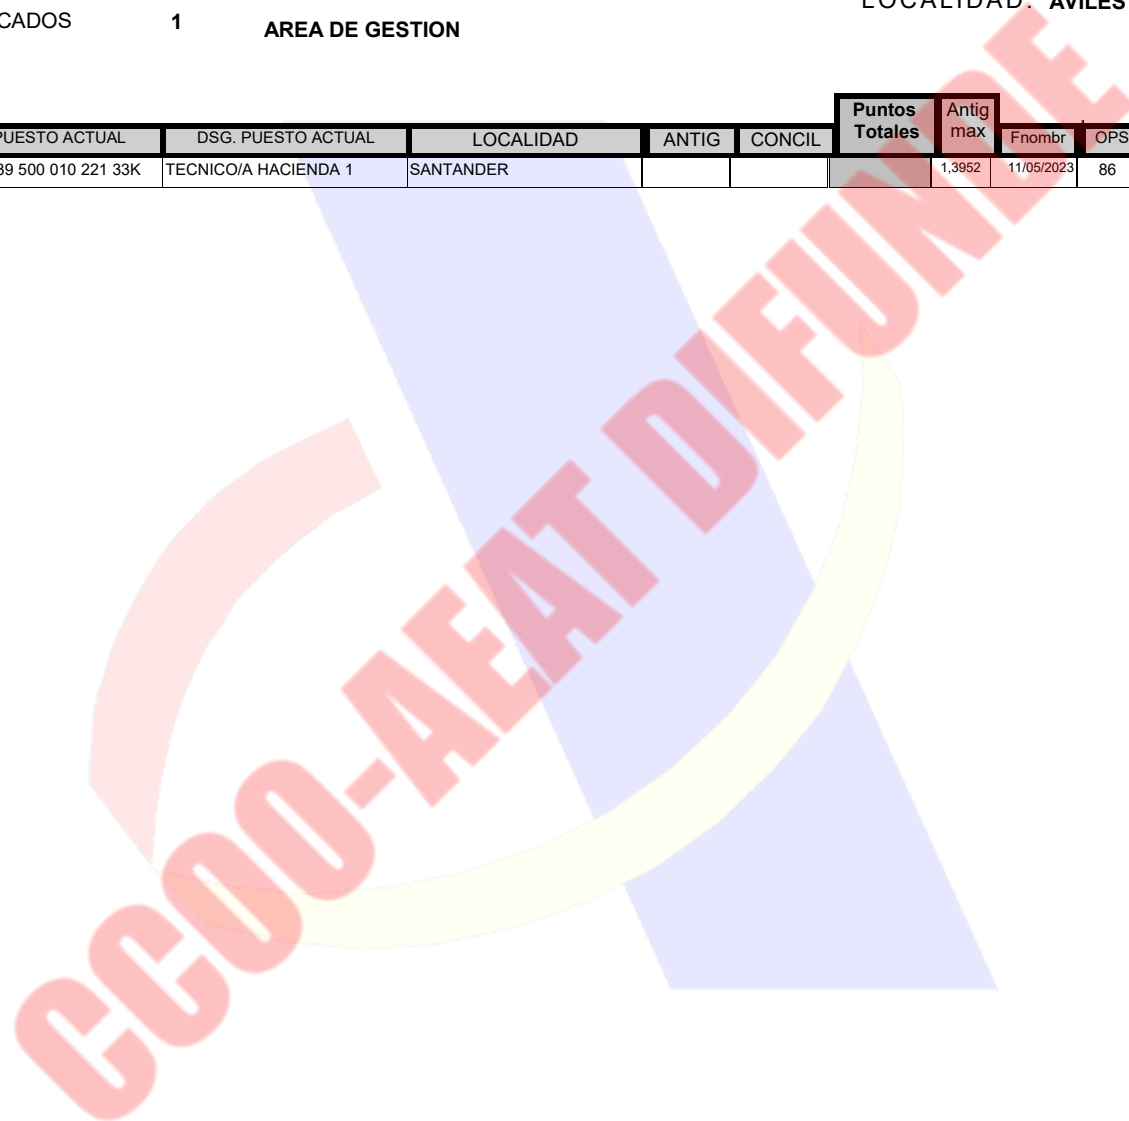 LOCALIDAD: AVILES
CADOS 1 AREA DE GESTION
PUESTO ACTUAL DSG. PUESTO ACTUAL LOCALIDAD ANTIG CONCIL Puntos Totales Antig max Fnombr OPS
39 500 010 221 33K TECNICO/A HACIENDA 1 SANTANDER 1,3952 11/05/2023 86
CCOO-AEAT DIFUNDE